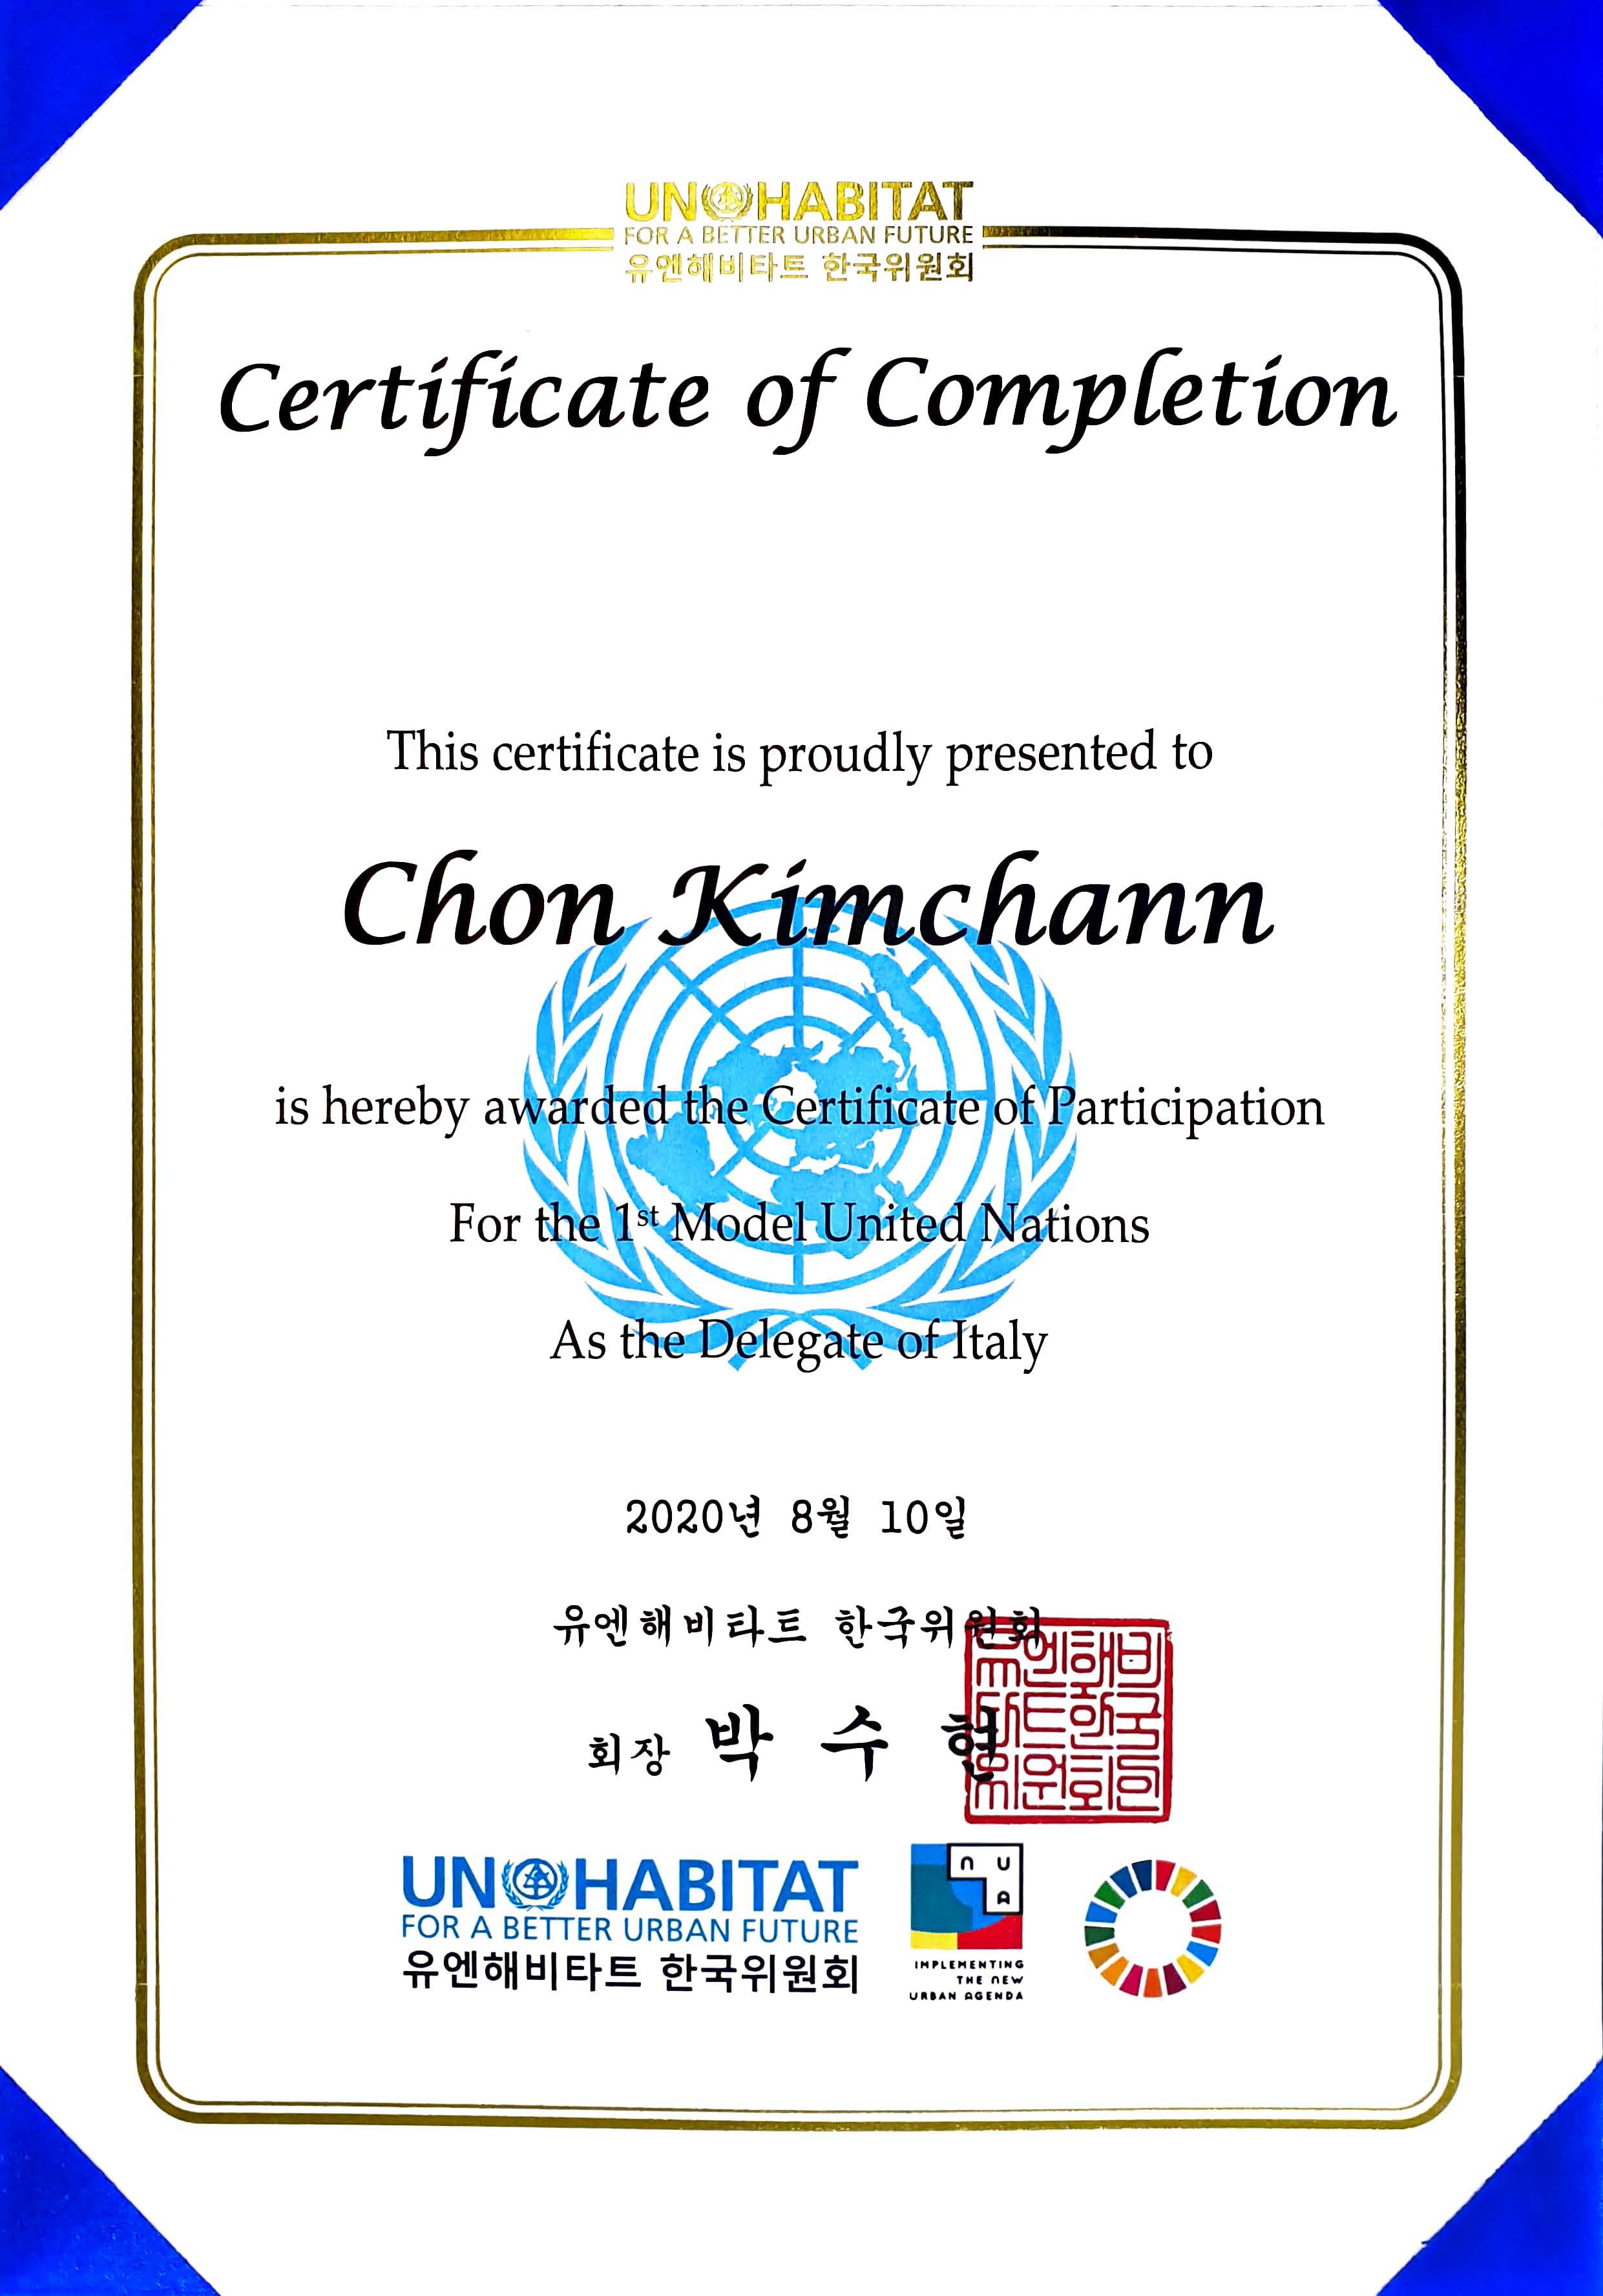 UN HABITAT
FOR A BETTER URBAN FUTURE
유엔해비타트 한국위원회
Certificate of Completion
This certificate is proudly presented to
Chon Kimchann
is hereby awarded the Certificate of Participation
For the 1st Model United Nations
As the Delegate of Italy
2020년 8월 10일
유엔해비타트 한국위원회
회장 박 수 현
유엔해비
타트한국
위원회인
UN HABITAT
FOR A BETTER URBAN FUTURE
유엔해비타트 한국위원회
NUA
IMPLEMENTING
THE NEW
URBAN AGENDA